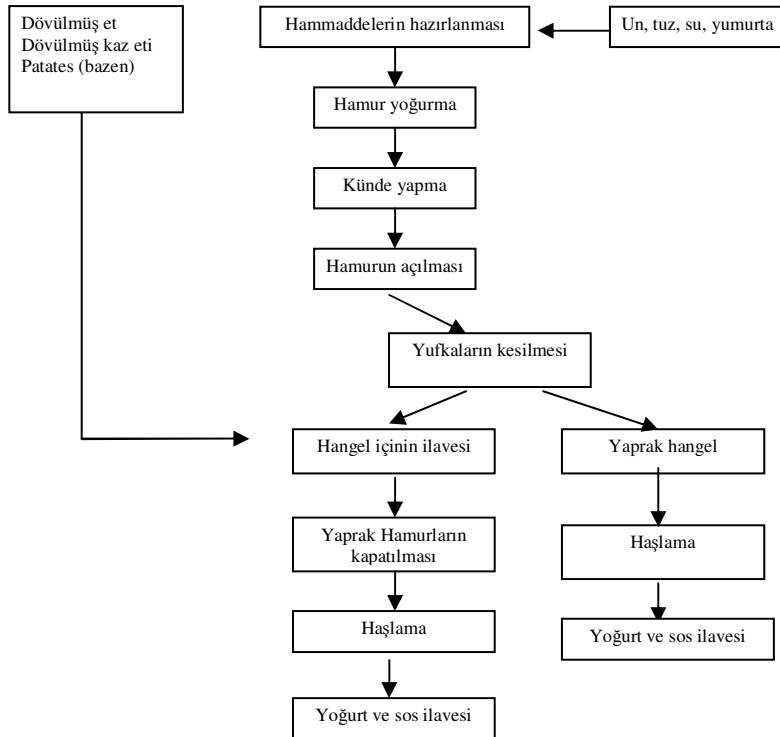 Dövülmüş et
Dövülmüş kaz eti
Patates (bazen)
Hammaddelerin hazırlanması
Un, tuz, su, yumurta
Hamur yoğurma
Künde yapma
Hamurun açılması
Yufkaların kesilmesi
Hangel içinin ilavesi
Yaprak hangel
Yaprak Hamurların
kapatılması
Haşlama
Haşlama
Yoğurt ve sos ilavesi
Yoğurt ve sos ilavesi